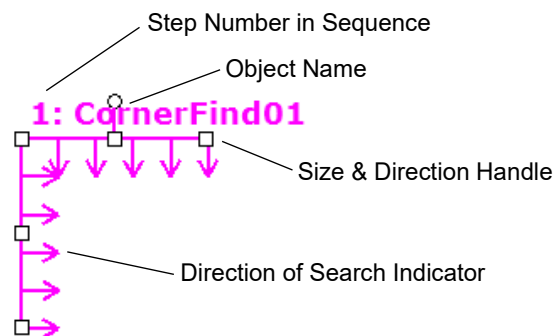 Step Number in Sequence
Object Name
1: CornerFind01
Size & Direction Handle
Direction of Search Indicator